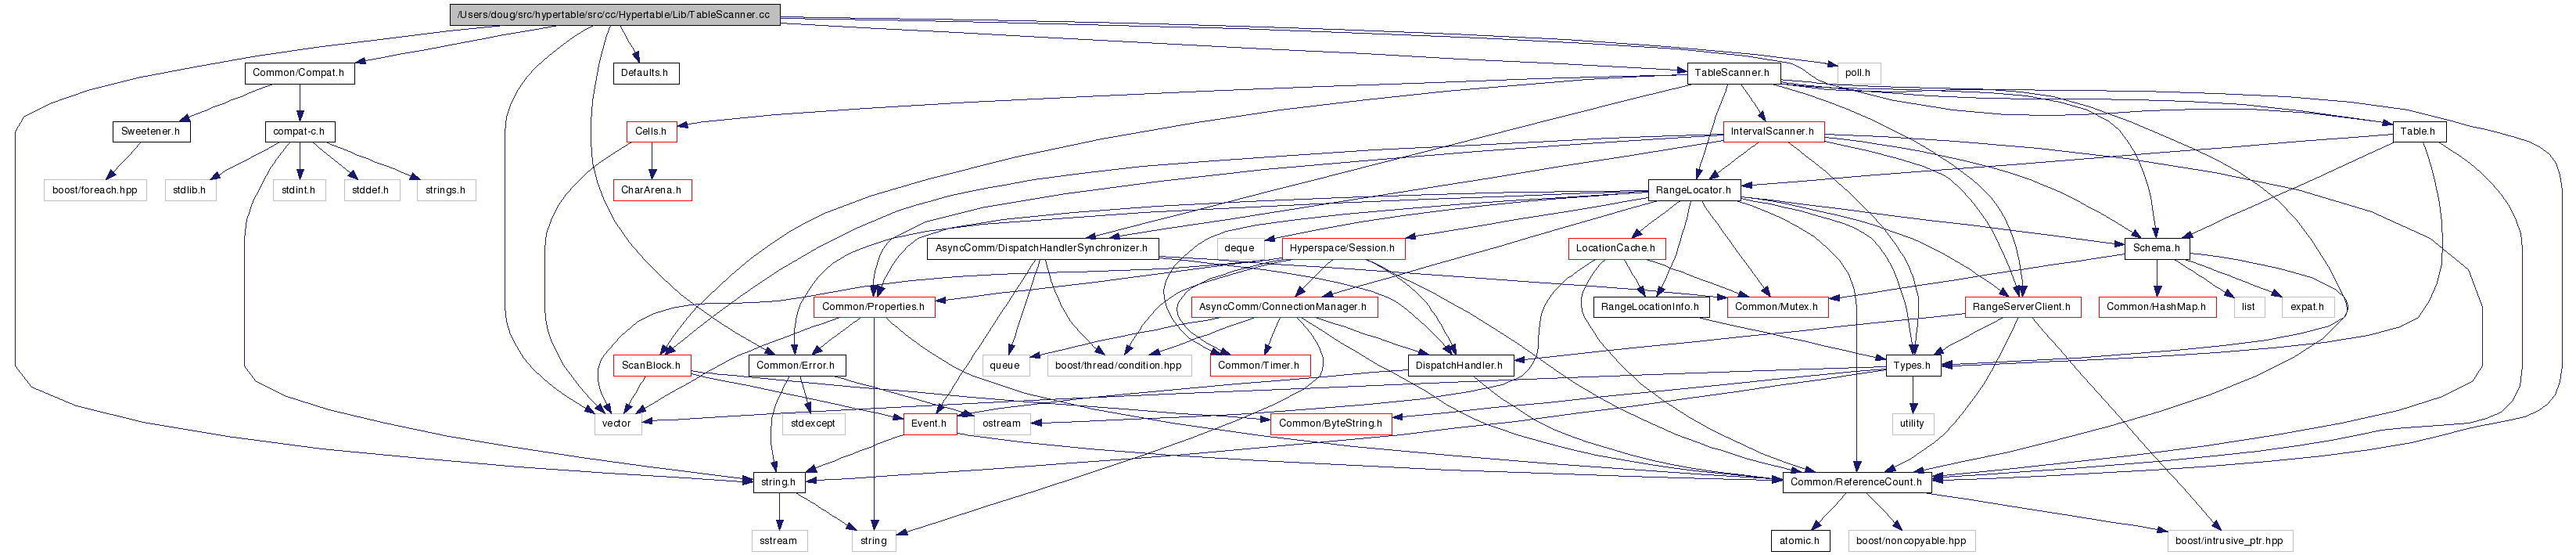 /Users/doug/src/hypertable/src/cc/Hypertable/Lib/TableScanner.cc
Common/Compat.h
Defaults.h
TableScanner.h
poll.h
Sweetener.h
compat-c.h
Cells.h
IntervalScanner.h
Table.h
boost/foreach.hpp
stdlib.h
stdint.h
stddef.h
strings.h
CharArena.h
RangeLocator.h
AsyncComm/DispatchHandlerSynchronizer.h
deque
Hyperspace/Session.h
LocationCache.h
Schema.h
Common/Properties.h
AsyncComm/ConnectionManager.h
RangeLocationInfo.h
Common/Mutex.h
RangeServerClient.h
Common/HashMap.h
list
expat.h
ScanBlock.h
Common/Error.h
queue
boost/thread/condition.hpp
Common/Timer.h
DispatchHandler.h
Types.h
vector
stdexcept
Event.h
ostream
Common/ByteString.h
utility
string.h
Common/ReferenceCount.h
sstream
string
atomic.h
boost/noncopyable.hpp
boost/intrusive_ptr.hpp